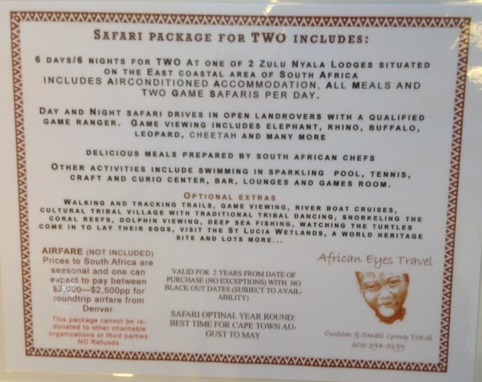 SAFARI PACKAGE FOR TWO INCLUDES:
6 DAYS/6 NIGHTS FOR TWO AT ONE OF 2 ZULU NYALA LODGES SITUATED
ON THE EAST COASTAL AREA OF SOUTH AFRICA
INCLUDES AIRCONDITIONED ACCOMMODATION, ALL MEALS AND
TWO GAME SAFARIS PER DAY.
DAY AND NIGHT SAFARI DRIVES IN OPEN LANDROVERS WITH A QUALIFIED
GAME RANGER. GAME VIEWING INCLUDES ELEPHANT, RHINO, BUFFALO,
LEOPARD, CHEETAH AND MANY MORE
DELICIOUS MEALS PREPARED BY SOUTH AFRICAN CHEFS
OTHER ACTIVITIES INCLUDE SWIMMING IN SPARKLING POOL, TENNIS,
CRAFT AND CURIO CENTER, BAR, LOUNGES AND GAMES ROOM.
OPTIONAL EXTRAS
WALKING AND TRACKING TRAILS, GAME VIEWING, RIVER BOAT CRUISES,
CULTURAL TRIBAL VILLAGE WITH TRADITIONAL TRIBAL DANCING, SNORKELING THE
CORAL REEFS, DOLPHIN VIEWING, DEEP SEA FISHING, WATCHING THE TURTLES
COME IN TO LAY THEIR EGGS, VISIT THE ST LUCIA WETLANDS, A WORLD HERITAGE
SITE AND LOTS MORE...
AIRFARE (NOT INCLUDED)
Prices to South Africa are
seasonal and one can
expect to pay between
—$2,500pp for
roundtrip airfare from
Denver.
This package cannot be re-
donated to other charitable
organizations or third parties.
NO Refunds.
VALID FOR 2 YEARS FROM DATE OF
PURCHASE (NO EXCEPTIONS) WITH NO
BLACK OUT DATES (SUBJECT TO AVAIL-
ABILITY)
SAFARI OPTINAL YEAR ROUND:
BEST TIME FOR CAPE TOWN AU-
GUST TO MAY
African Eyes Travel
Custom & Small Group Travel